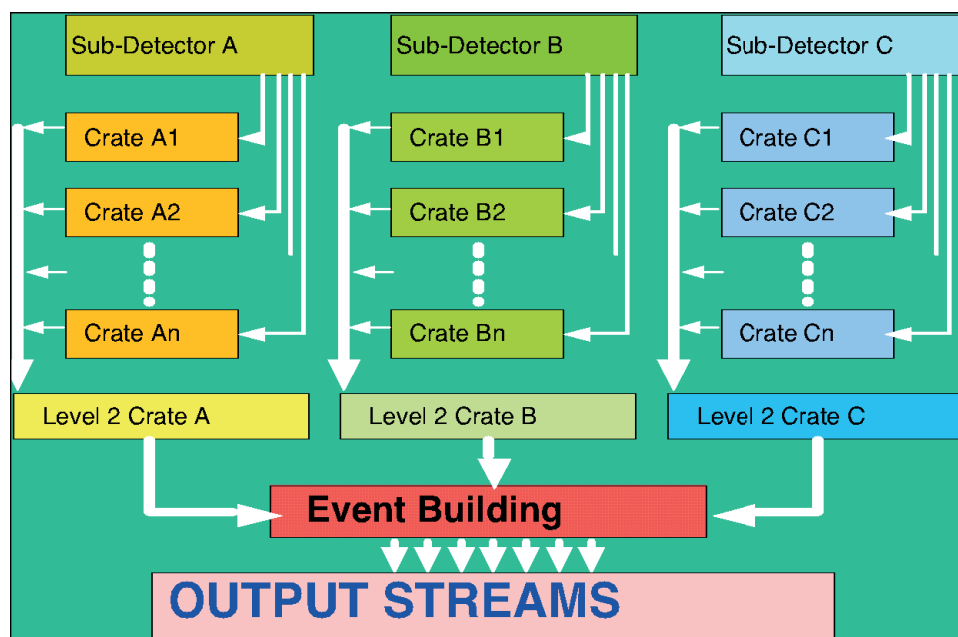 Sub-Detector A
Sub-Detector B
Sub-Detector C
Crate A1
Crate B1
Crate C1
Crate A2
Crate B2
Crate C2
Crate An
Crate Bn
Crate Cn
Level 2 Crate A
Level 2 Crate B
Level 2 Crate C
Event Building
OUTPUT STREAMS